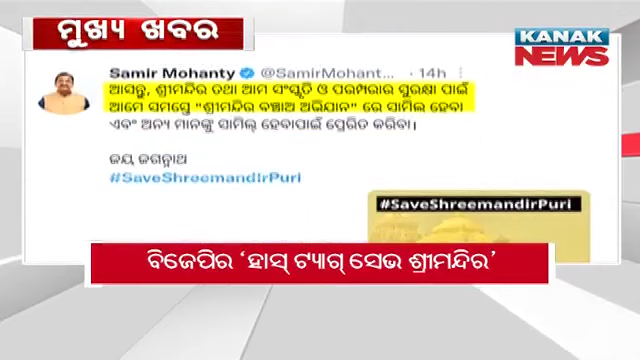 ମୁଖ୍ୟ ଖବର
KANAK
NEWS
Samir Mohanty @SamirMohant... · 14h
ଆସନ୍ତୁ, ଶ୍ରୀମନ୍ଦିର ତଥା ଆମ ସଂସ୍କୃତି ଓ ପରମ୍ପରାର ସୁରକ୍ଷା ପାଇଁ
ଆମେ ସମସ୍ତେ "ଶ୍ରୀମନ୍ଦିର ବଞ୍ଚାଅ ଅଭିଯାନ" ରେ ସାମିଲ ହେବା
ଏବଂ ଅନ୍ୟ ମାନଙ୍କୁ ସାମିଲ୍ ହେବାପାଇଁ ପ୍ରେରିତ କରିବା।
ଜୟ ଜଗନ୍ନାଥ
#SaveShreemandIrPuri
#SaveShreemandirPuri
ବିଜେପିର ‘ହାସ୍ ଟ୍ୟାଗ୍ ସେଭ ଶ୍ରୀମନ୍ଦିର’